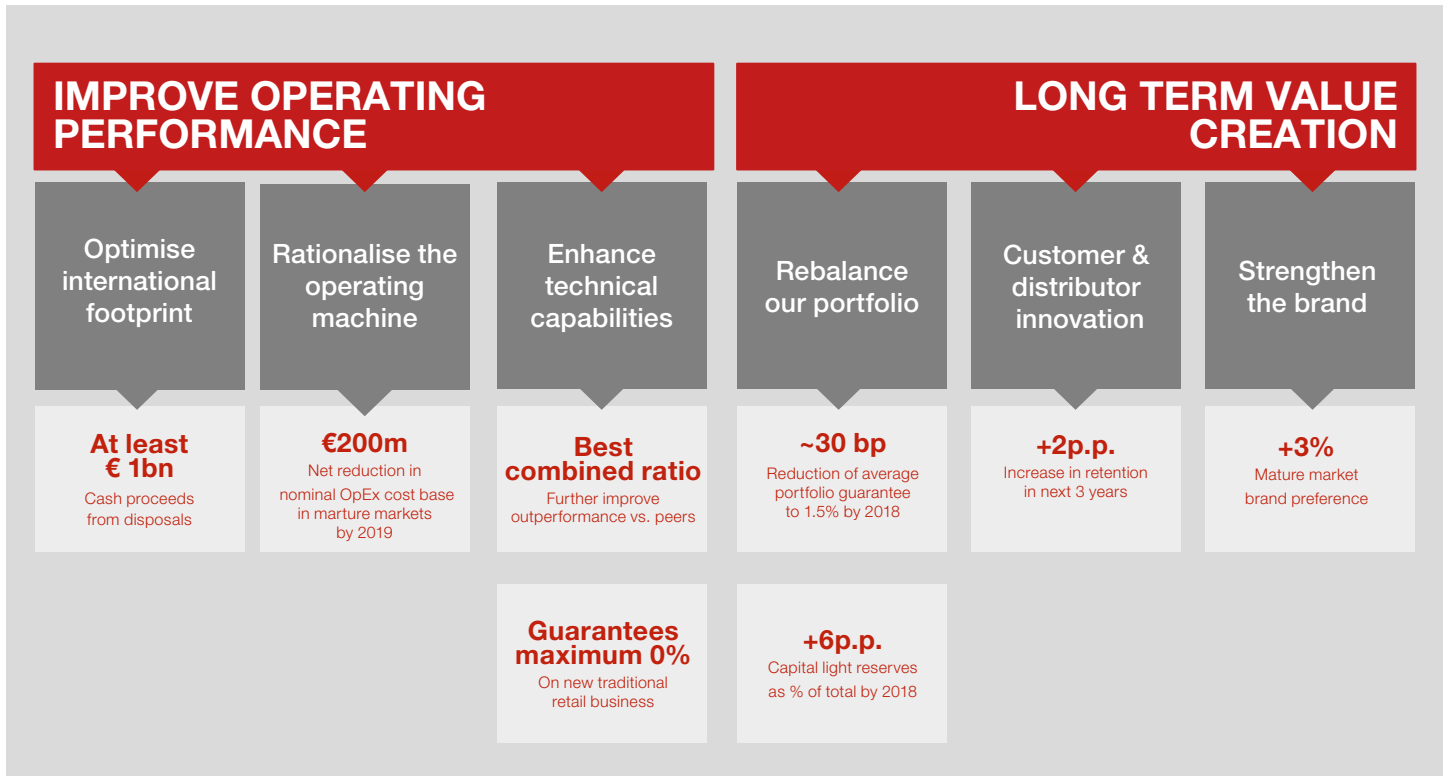 IMPROVE OPERATING
PERFORMANCE
LONG TERM VALUE
CREATION
Optimise
international
footprint
Rationalise the
operating
machine
Enhance
technical
capabilities
Rebalance
our portfolio
Customer &
distributor
innovation
Strengthen
the brand
At least
€ 1bn
Cash proceeds
from disposals
€200m
Net reduction in
nominal OpEx cost base
in marture markets
by 2019
Best
combined ratio
Further improve
outperformance vs. peers
~30 bp
Reduction of average
portfolio guarantee
to 1.5% by 2018
+2p.p.
Increase in retention
in next 3 years
+3%
Mature market
brand preference
Guarantees
maximum 0%
On new traditional
retail business
+6p.p.
Capital light reserves
as % of total by 2018